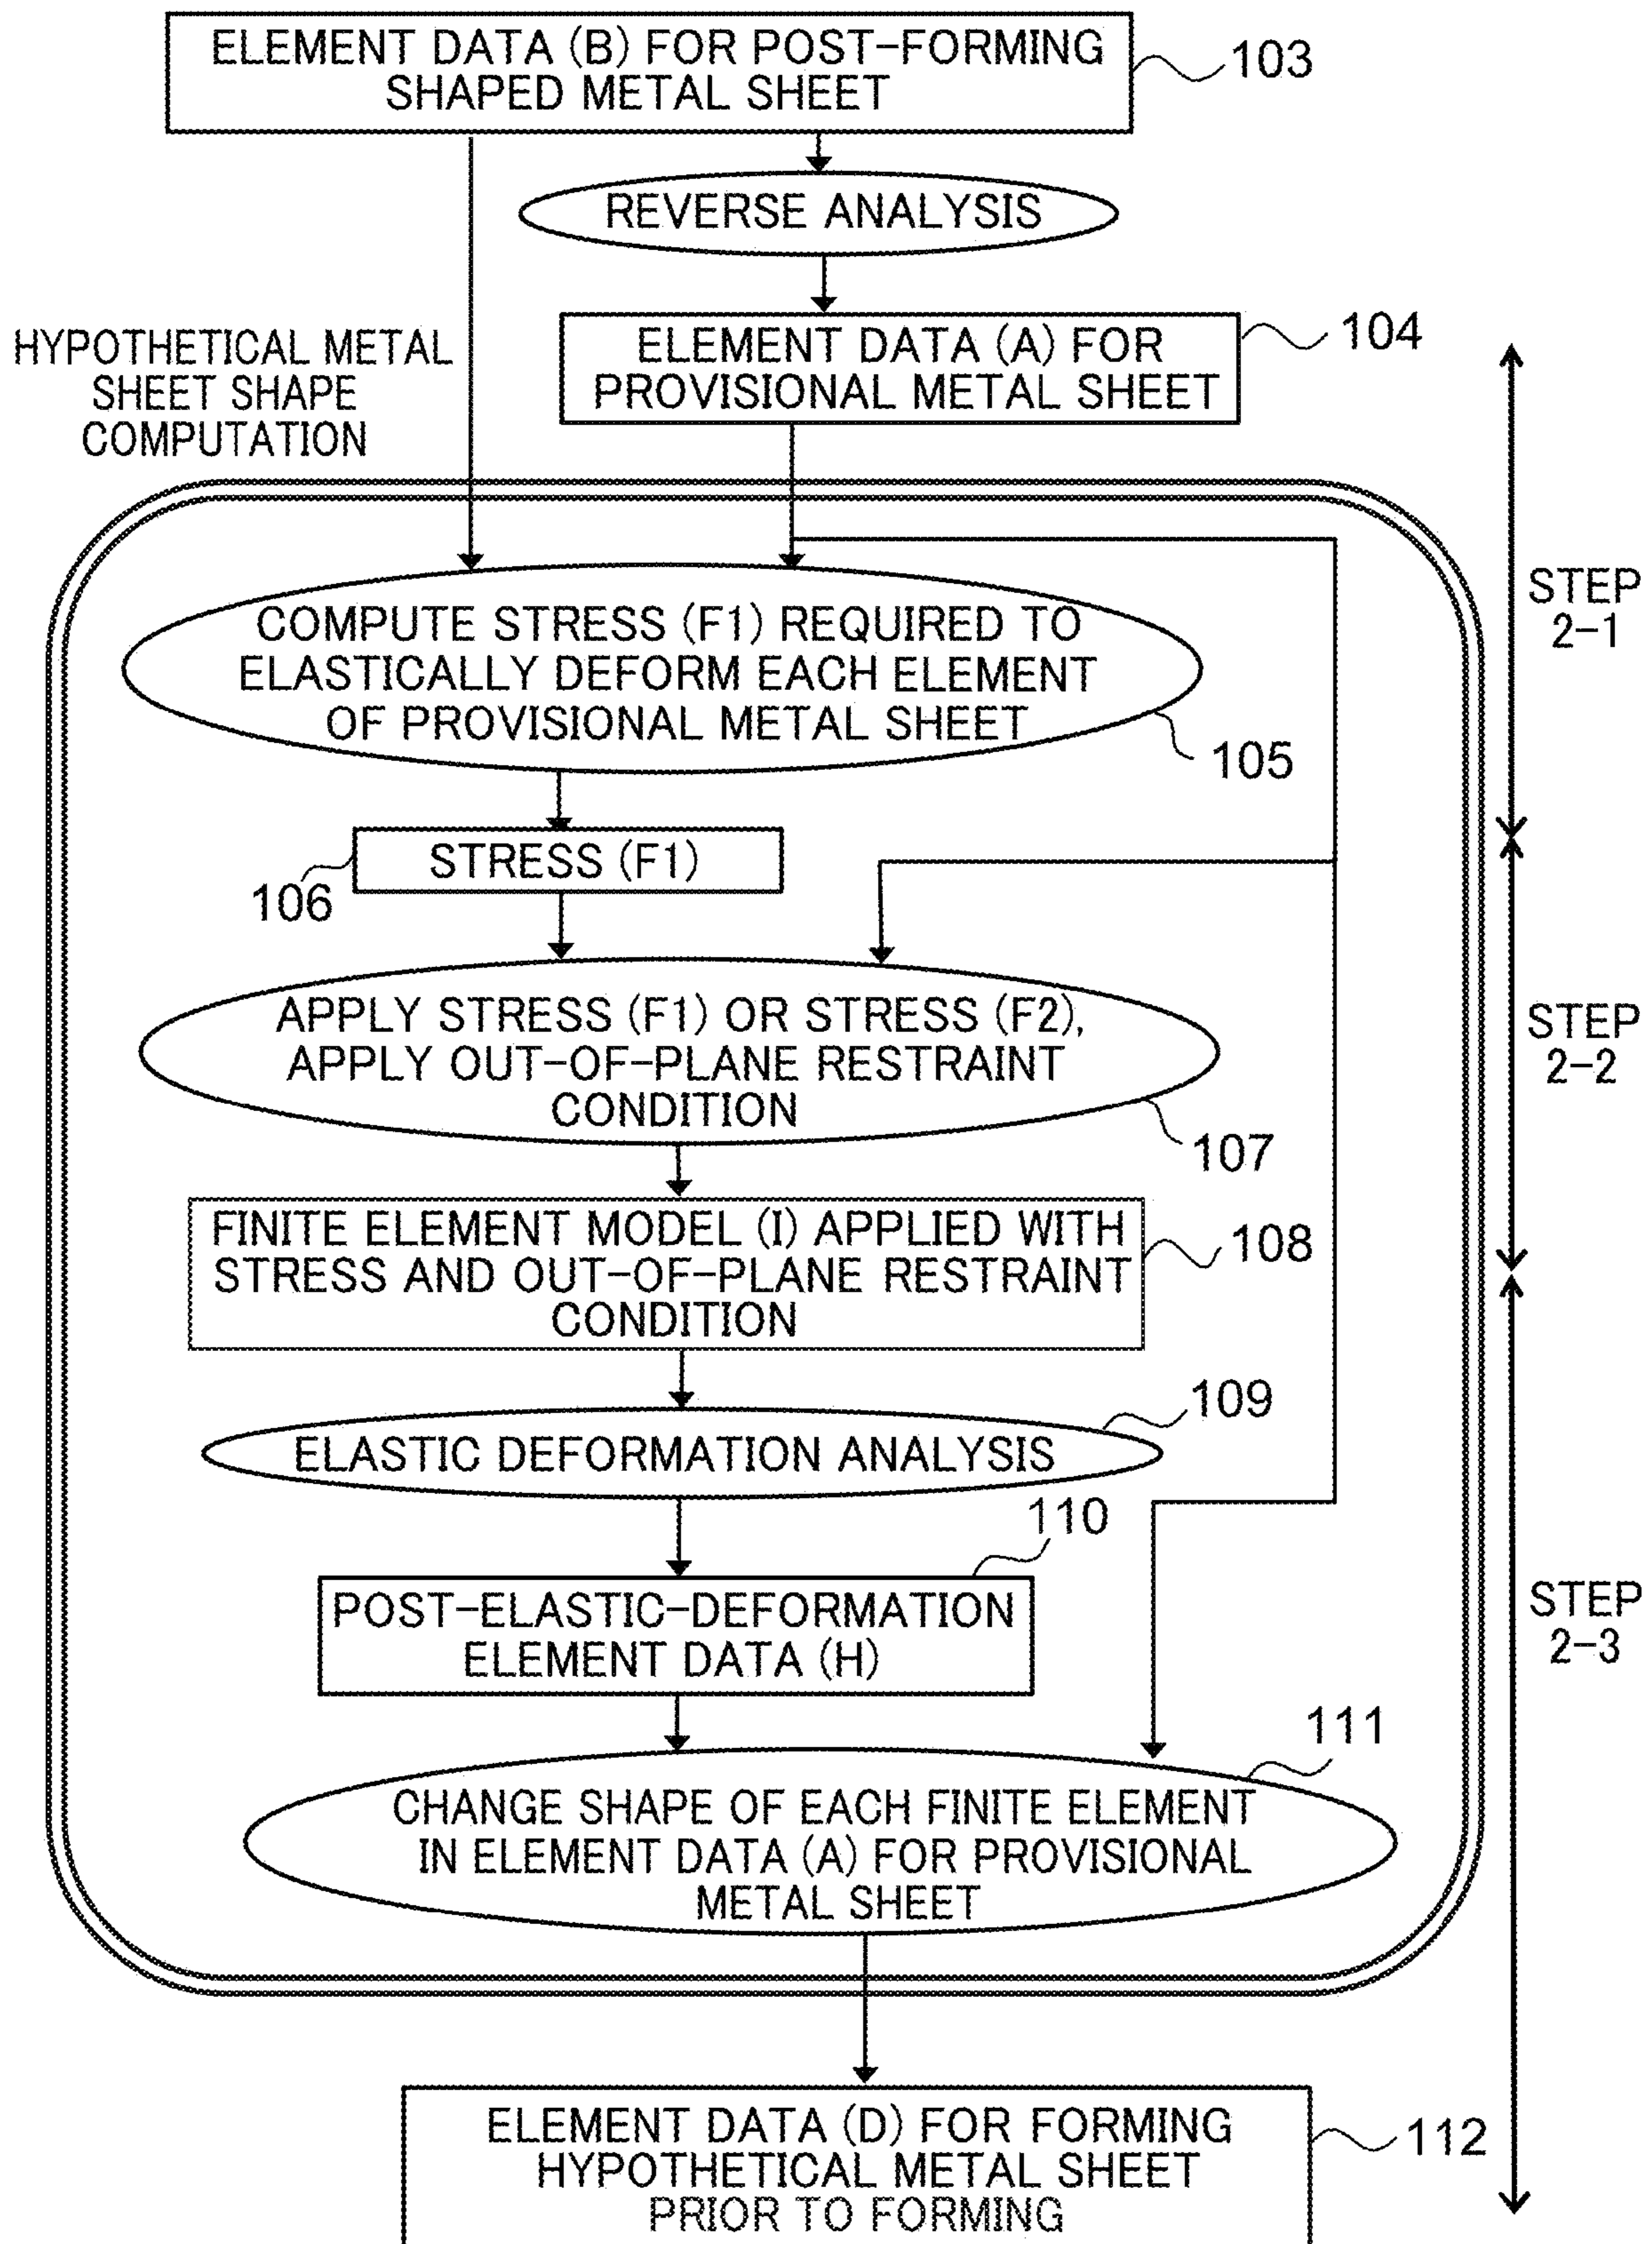 ELEMENT DATA (B) FOR POST-FORMING
SHAPED METAL SHEET
103
REVERSE ANALYSIS
HYPOTHETICAL METAL
SHEET SHAPE
COMPUTATION
ELEMENT DATA (A) FOR
PROVISIONAL METAL SHEET
104
COMPUTE STRESS (F1) REQUIRED TO
ELASTICALLY DEFORM EACH ELEMENT
OF PROVISIONAL METAL SHEET
105
STEP
2-1
STRESS (F1)
106
APPLY STRESS (F1) OR STRESS (F2),
APPLY OUT-OF-PLANE RESTRAINT
CONDITION
107
STEP
2-2
FINITE ELEMENT MODEL (I) APPLIED WITH
STRESS AND OUT-OF-PLANE RESTRAINT
CONDITION
108
ELASTIC DEFORMATION ANALYSIS
109
110
POST-ELASTIC-DEFORMATION
ELEMENT DATA (H)
STEP
2-3
111
CHANGE SHAPE OF EACH FINITE ELEMENT
IN ELEMENT DATA (A) FOR PROVISIONAL
METAL SHEET
ELEMENT DATA (D) FOR FORMING
HYPOTHETICAL METAL SHEET
PRIOR TO FORMING
112